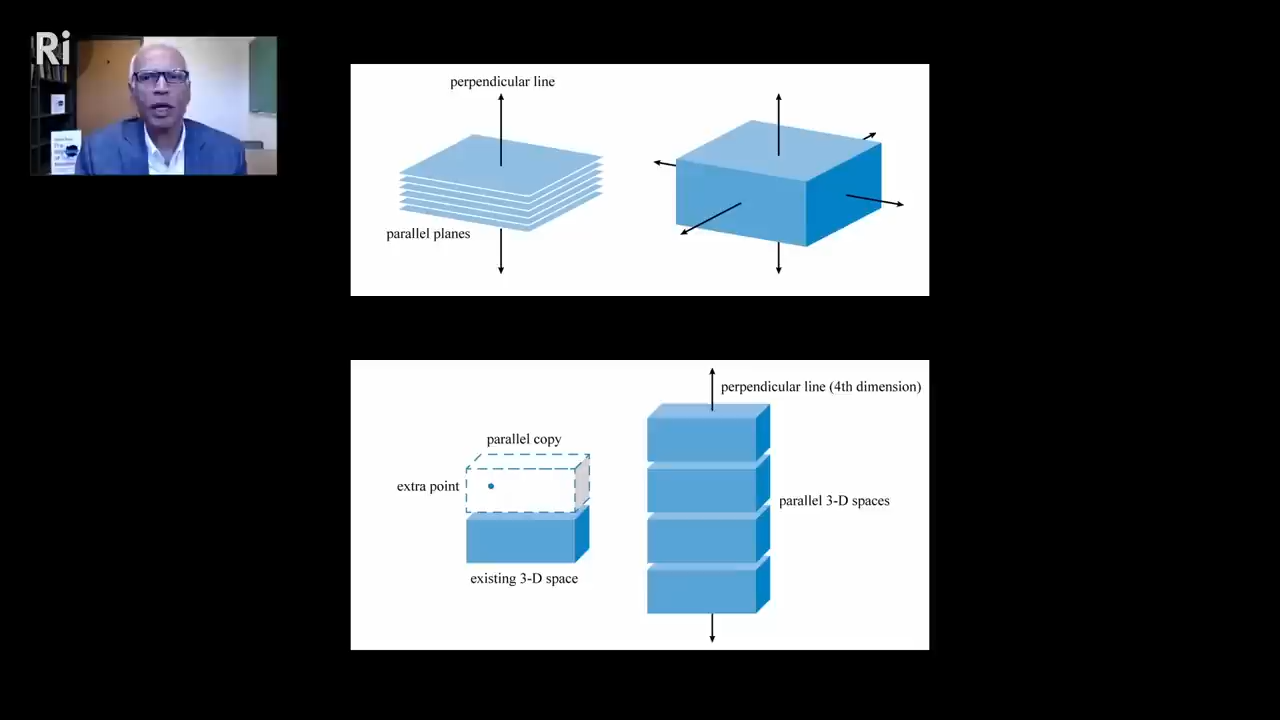 Ri
perpendicular line
parallel planes
perpendicular line (4th dimension)
parallel copy
extra point
parallel 3-D spaces
existing 3-D space